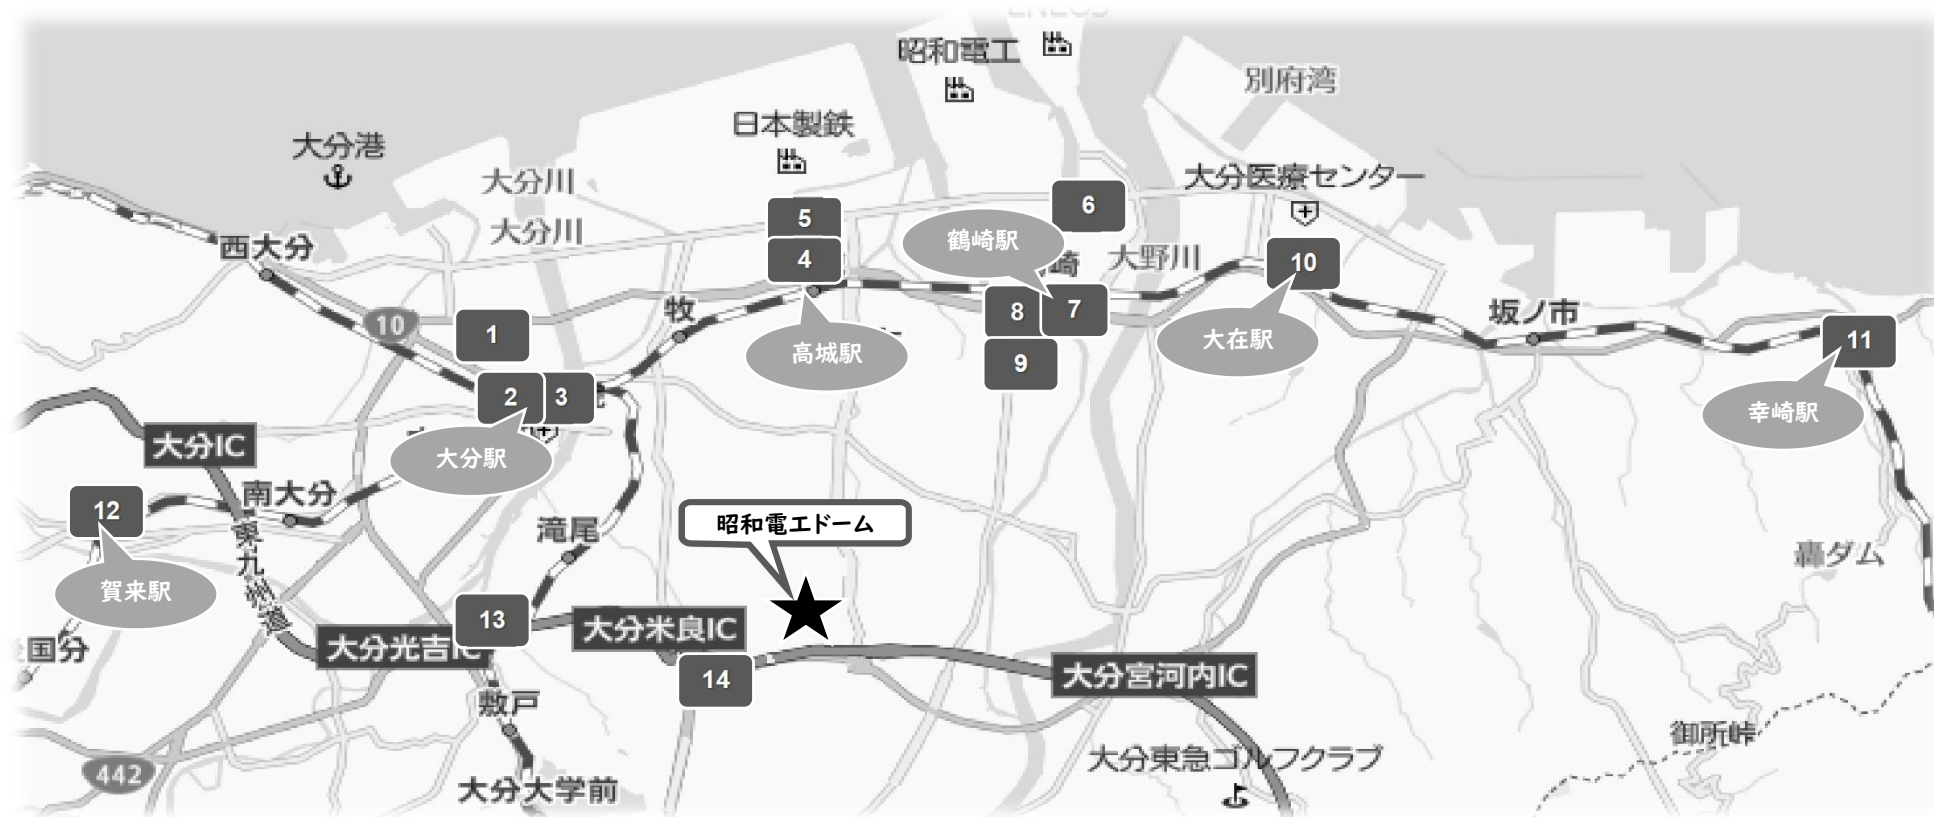 ENEOS
昭和電工
別府湾
日本製鉄
大分港
大分川
大分医療センター
5
6
大分川
鶴崎駅
西大分
4
崎
大野川
10
牧
8
7
坂ノ市
10
1
高城駅
大在駅
11
9
2
3
幸崎駅
大分IC
大分駅
南大分
12
昭和電工ドーム
滝尾
東九州道
轟ダム
賀来駅
13
大分米良IC
大分光吉IC
国分
14
大分宮河内IC
敷戸
御所峠
442
大分大学前
大分東急ゴルフクラブ